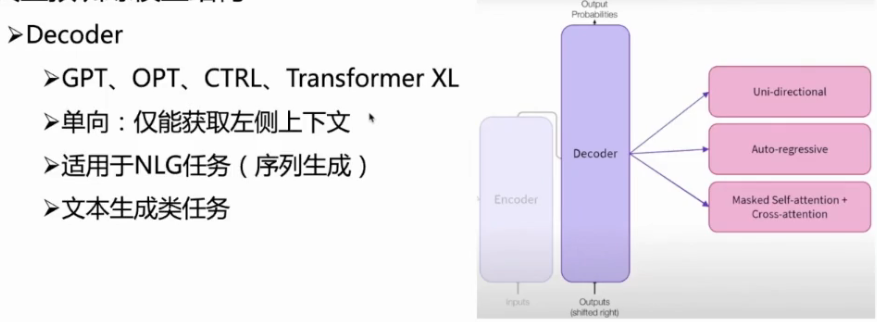 ➢Decoder
➢GPT、OPT、CTRL、Transformer XL
➢单向：仅能获取左侧上下文
➢适用于NLG任务（序列生成）
➢文本生成类任务
Output
Probabilities
Encoder
Decoder
Uni-directional
Auto-regressive
Masked Self-attention +
Cross-attention
Inputs
Outputs
(shifted right)